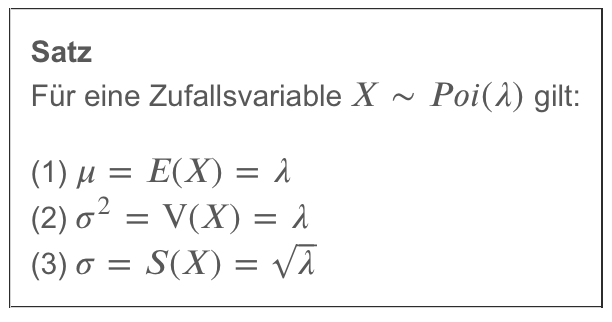 Satz
Für eine Zufallsvariable X ∼ Poi(λ) gilt:
(1) μ = E(X) = λ
(2) σ² = V(X) = λ
(3) σ = S(X) = √λ